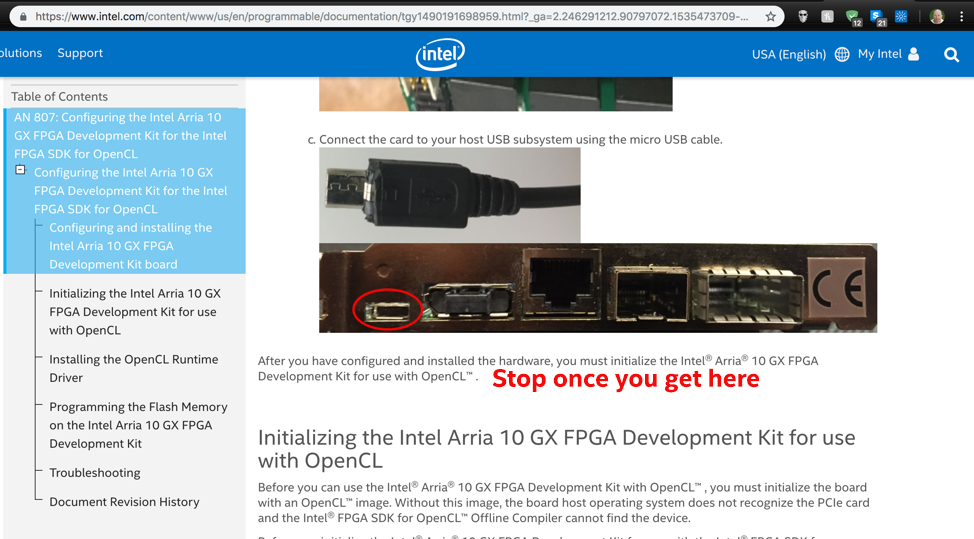 https://www.intel.com/content/www/us/en/programmable/documentation/tgy1490191698959.html?_ga=2.246291212.90797072.1535473709-...
12
21
olutions Support
intel
USA (English) My Intel
Table of Contents
AN 807: Configuring the Intel Arria 10
GX FPGA Development Kit for the Intel
FPGA SDK for OpenCL
Configuring the Intel Arria 10 GX
FPGA Development Kit for the Intel
FPGA SDK for OpenCL
Configuring and installing the
Intel Arria 10 GX FPGA
Development Kit board
Initializing the Intel Arria 10 GX
FPGA Development Kit for use
with OpenCL
Installing the OpenCL Runtime
Driver
Programming the Flash Memory
on the Intel Arria 10 GX FPGA
Development Kit
Troubleshooting
Document Revision History
c. Connect the card to your host USB subsystem using the micro USB cable.
CE
After you have configured and installed the hardware, you must initialize the Intel® Arria® 10 GX FPGA
Development Kit for use with OpenCL™ .
Stop once you get here
Initializing the Intel Arria 10 GX FPGA Development Kit for use
with OpenCL
Before you can use the Intel® Arria® 10 GX FPGA Development Kit with OpenCL™ , you must initialize the board
with an OpenCL™ image. Without this image, the board host operating system does not recognize the PCIe card
and the Intel® FPGA SDK for OpenCL™ Offline Compiler cannot find the device.